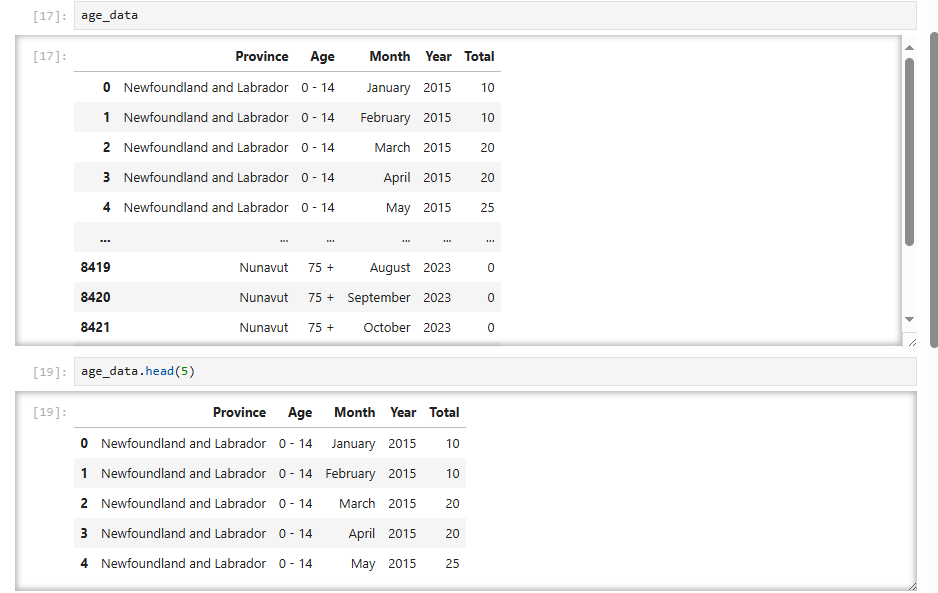 [17]: age_data
[17]: Province Age Month Year Total
0 Newfoundland and Labrador 0 - 14 January 2015 10
1 Newfoundland and Labrador 0 - 14 February 2015 10
2 Newfoundland and Labrador 0 - 14 March 2015 20
3 Newfoundland and Labrador 0 - 14 April 2015 20
4 Newfoundland and Labrador 0 - 14 May 2015 25
... ... ... ... ... ...
8419 Nunavut 75 + August 2023 0
8420 Nunavut 75 + September 2023 0
8421 Nunavut 75 + October 2023 0
[19]: age_data.head(5)
[19]: Province Age Month Year Total
0 Newfoundland and Labrador 0 - 14 January 2015 10
1 Newfoundland and Labrador 0 - 14 February 2015 10
2 Newfoundland and Labrador 0 - 14 March 2015 20
3 Newfoundland and Labrador 0 - 14 April 2015 20
4 Newfoundland and Labrador 0 - 14 May 2015 25